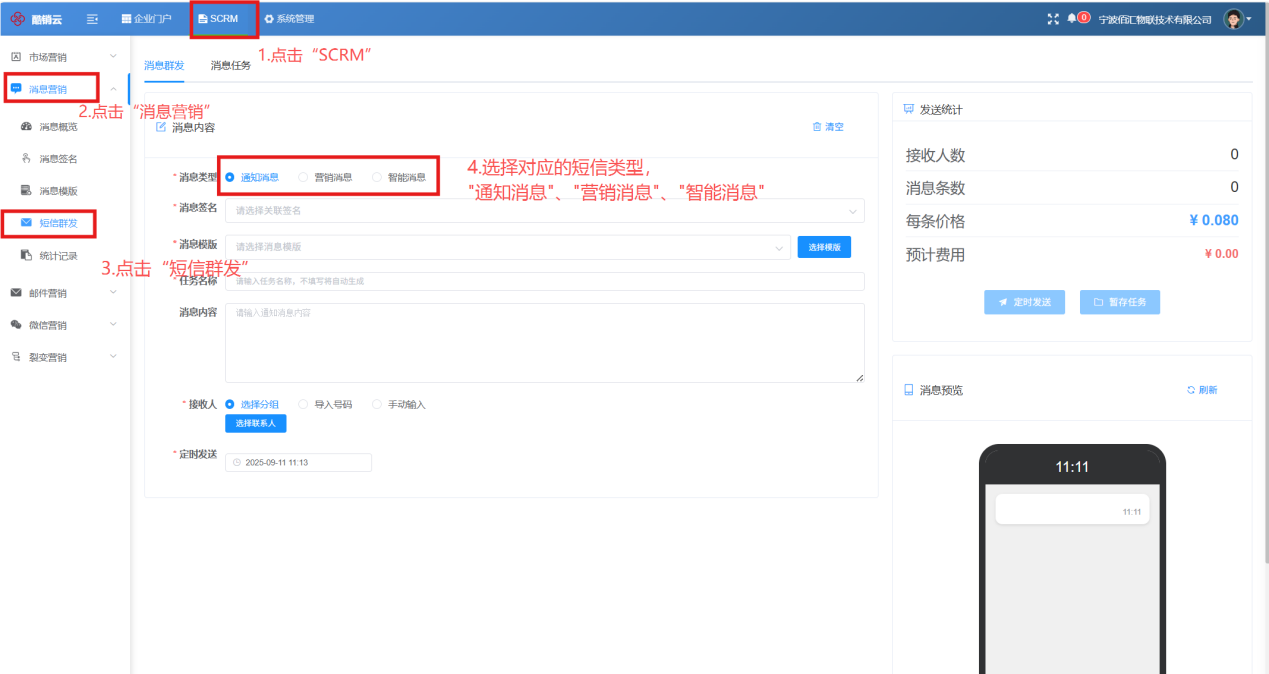 酷销云
企业门户
SCRM
系统管理
0
宁波佰汇物联技术有限公司
1.点击“SCRM”
市场营销
消息营销
2.点击“消息营销”
消息概览
消息签名
消息模版
短信群发
3.点击“短信群发”
统计记录
邮件营销
微信营销
裂变营销
消息群发
消息任务
消息内容
清空
* 消息类型
通知消息
营销消息
智能消息
4.选择对应的短信类型,
"通知消息"、"营销消息"、"智能消息"
* 消息签名
请选择关联签名
* 消息模版
请选择消息模版
选择模版
* 任务名称
请输入任务名称，不填写将自动生成
消息内容
请输入通知消息内容
* 接收人
选择分组
导入号码
手动输入
选择联系人
* 定时发送
2025-09-11 11:13
发送统计
接收人数
0
消息条数
0
每条价格
¥ 0.080
预计费用
¥ 0.00
定时发送
暂存任务
消息预览
刷新
11:11
11:11